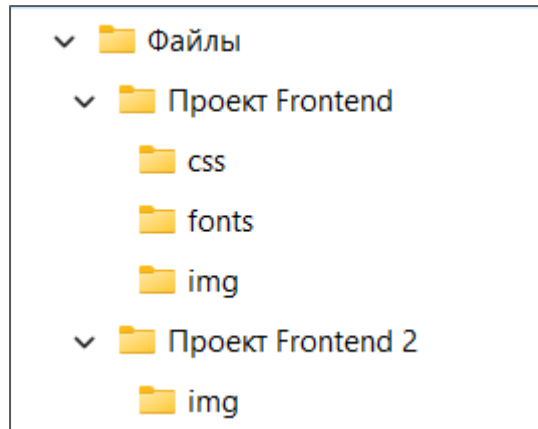 Файлы
Проект Frontend
css
fonts
img
Проект Frontend 2
img